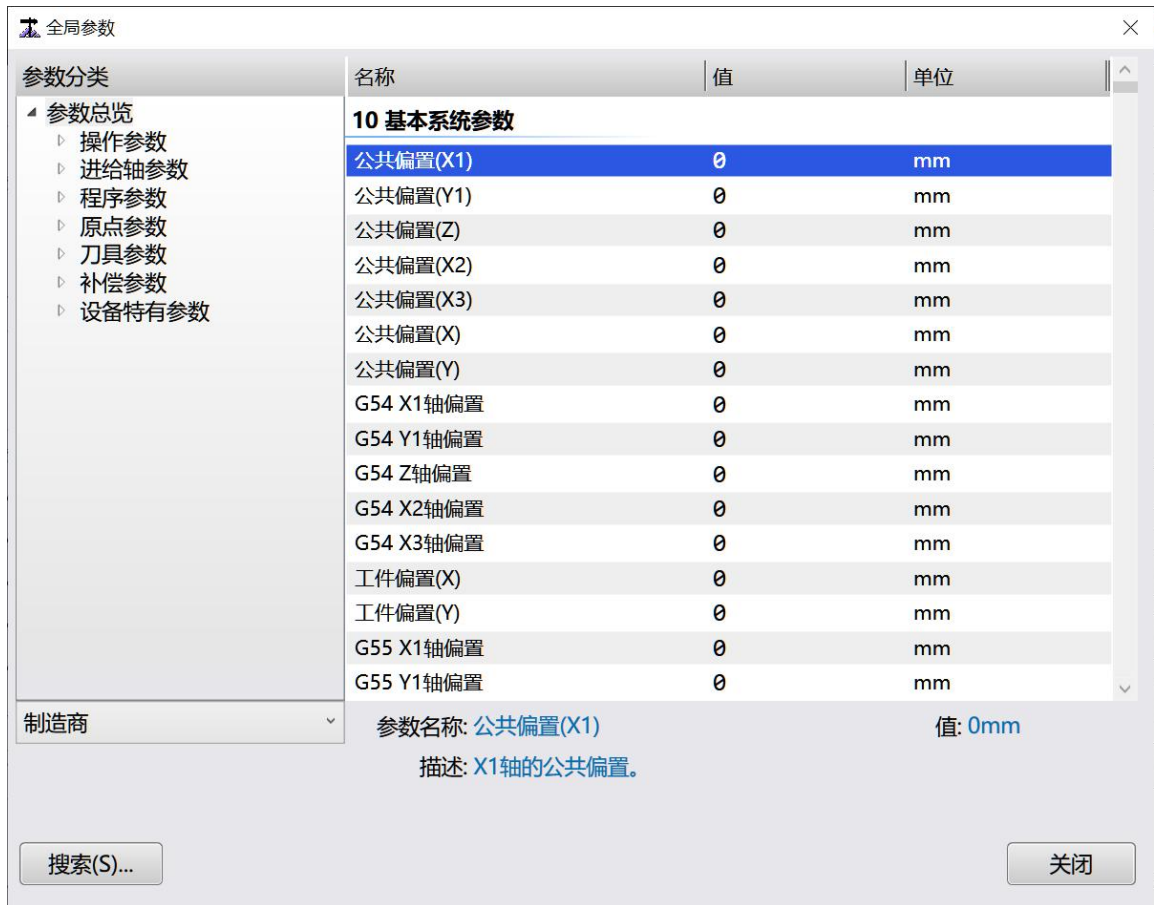 全局参数
参数分类
参数总览
操作参数
进给轴参数
程序参数
原点参数
刀具参数
补偿参数
设备特有参数
制造商
名称 值 单位
10 基本系统参数
公共偏置(X1) 0 mm
公共偏置(Y1) 0 mm
公共偏置(Z) 0 mm
公共偏置(X2) 0 mm
公共偏置(X3) 0 mm
公共偏置(X) 0 mm
公共偏置(Y) 0 mm
G54 X1轴偏置 0 mm
G54 Y1轴偏置 0 mm
G54 Z轴偏置 0 mm
G54 X2轴偏置 0 mm
G54 X3轴偏置 0 mm
工件偏置(X) 0 mm
工件偏置(Y) 0 mm
G55 X1轴偏置 0 mm
G55 Y1轴偏置 0 mm
参数名称: 公共偏置(X1) 值: 0mm
描述: X1轴的公共偏置。
搜索(S)... 关闭